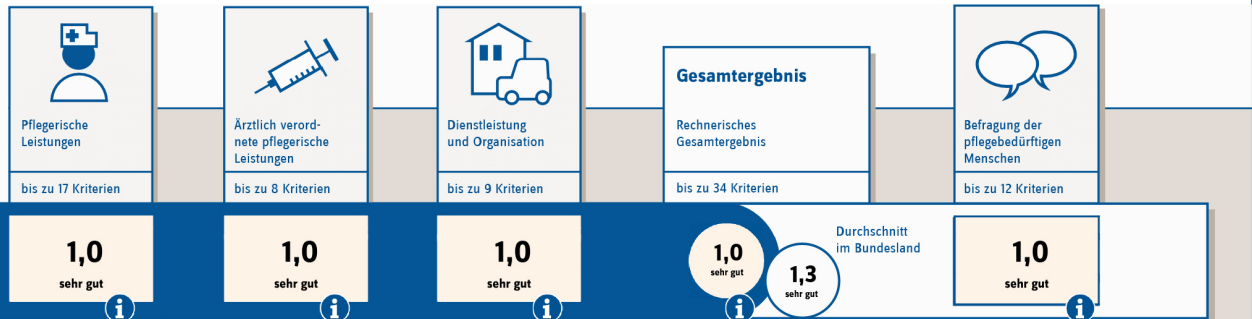 Pflegerische
Leistungen
bis zu 17 Kriterien
1,0
sehr gut
Ärztlich verord-
nete pflegerische
Leistungen
bis zu 8 Kriterien
1,0
sehr gut
Dienstleistung
und Organisation
bis zu 9 Kriterien
1,0
sehr gut
Gesamtergebnis
Rechnerisches
Gesamtergebnis
bis zu 34 Kriterien
1,0
sehr gut
1,3
sehr gut
Durchschnitt
im Bundesland
Befragung der
pflegebedürftigen
Menschen
bis zu 12 Kriterien
1,0
sehr gut